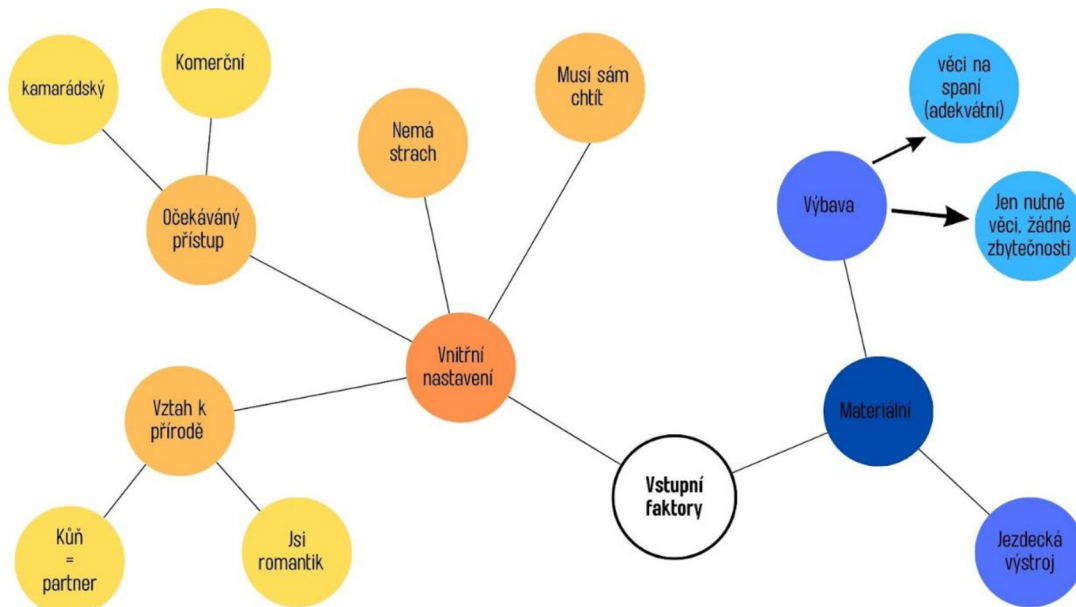 Komerční
kamarádský
Musí sám
chtít
věci na
spaní
(adekvátní)
Nemá
strach
Výbava
Jen nutné
věci, žádné
zbytečnosti
Očekáváný
přístup
Vnitřní
nastavení
Vztah k
přírodě
Materiální
Vstupní
faktory
Kůň
=
partner
Jsi
romantik
Jezdecká
výstroj